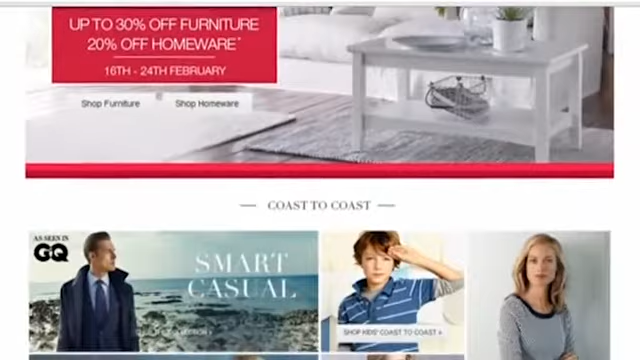 UP TO 30% OFF FURNITURE
20% OFF HOMEWARE*
16TH - 24TH FEBRUARY
Shop Furniture
Shop Homeware
COAST TO COAST
AS SEEN IN
GQ
SMART
CASUAL
SHOP KIDS' COAST TO COAST >